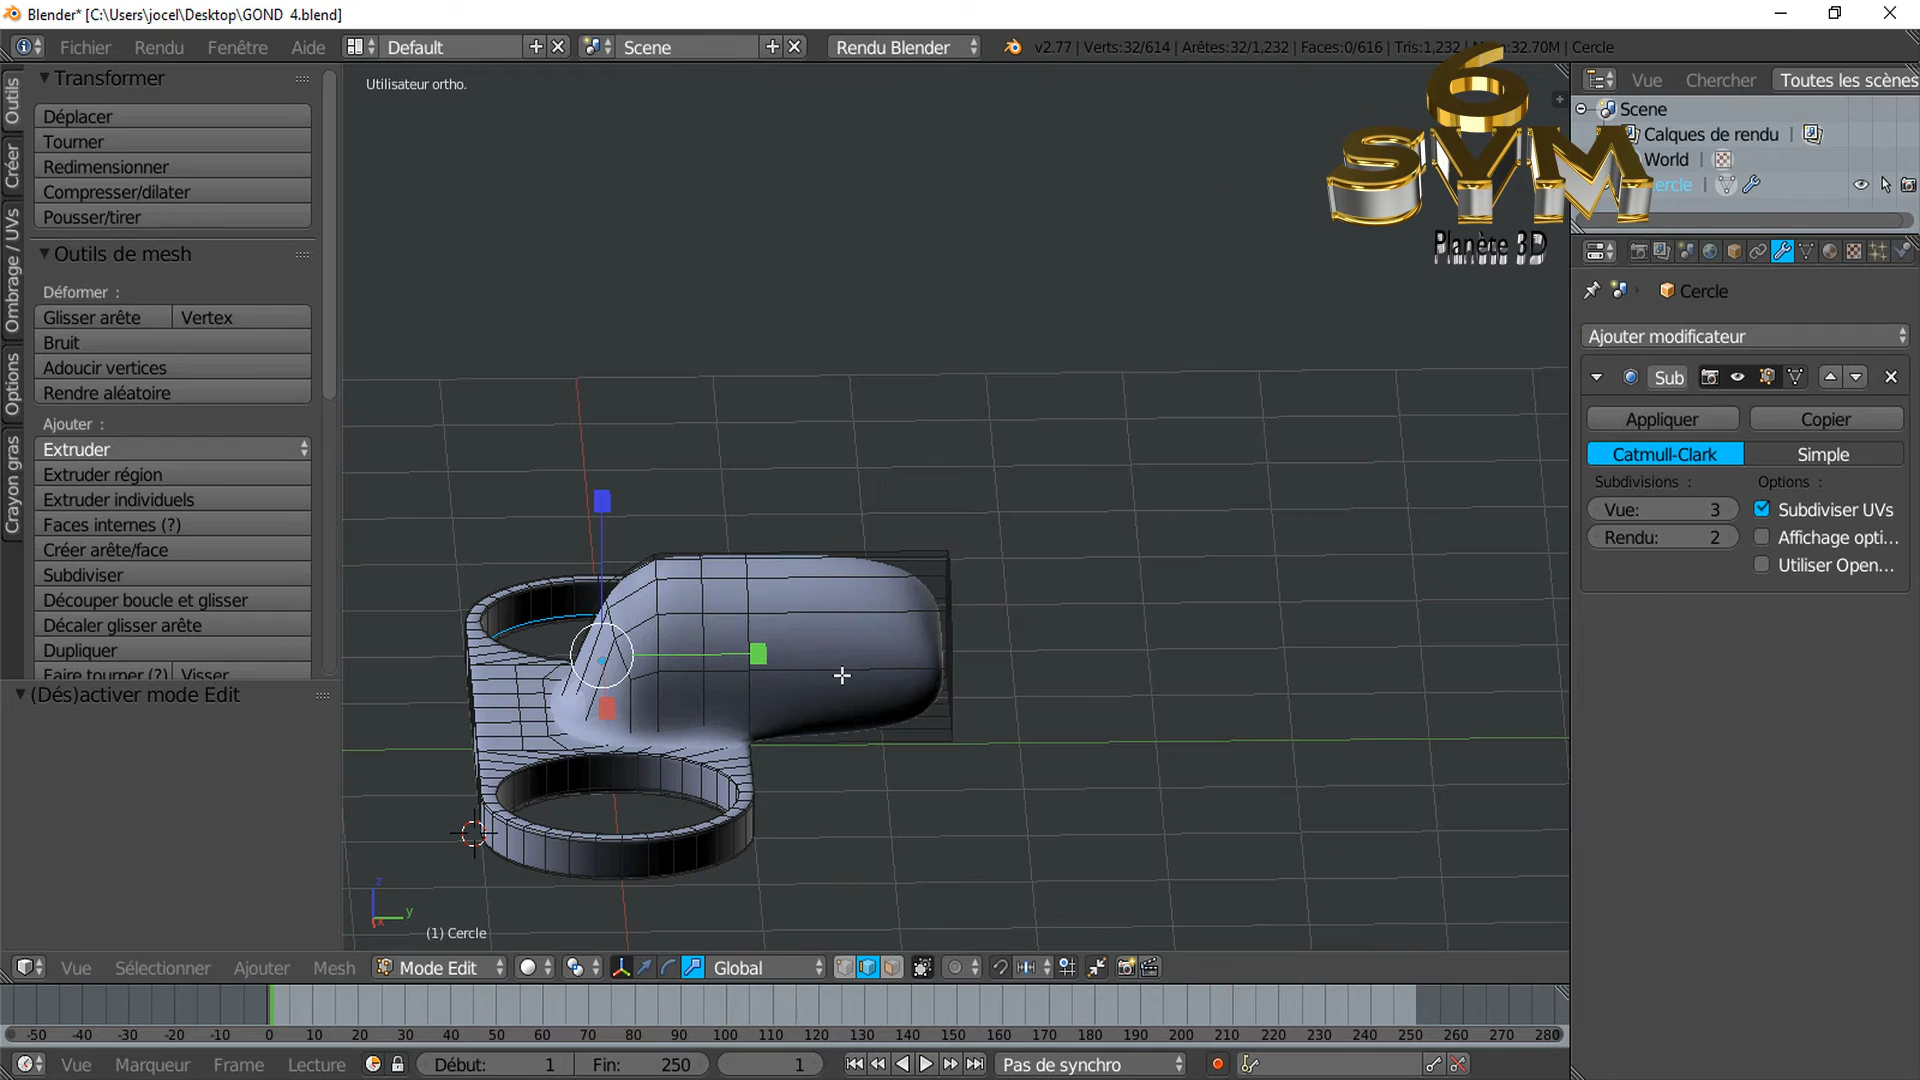 Blender* [C:\Users\jocel\Desktop\GOND 4.blend]
Fichier Rendu Fenêtre Aide Default Scene Rendu Blender v2.77 | Verts:32/614 | Arêtes:32/1,232 | Faces:0/616 | Tris:1,232 | :32.70M | Cercle
Transformer
Déplacer
Tourner
Redimensionner
Compresser/dilater
Pousser/tirer
Outils de mesh
Déformer :
Glisser arête Vertex
Bruit
Adoucir vertices
Rendre aléatoire
Ajouter :
Extruder
Extruder région
Extruder individuels
Faces internes (?)
Créer arête/face
Subdiviser
Découper boucle et glisser
Décaler glisser arête
Dupliquer
Faire tourner (?) Visser
(Dés)activer mode Edit
Outils
Créer
Ombrage / UVs
Options
Crayon gras
Utilisateur ortho.
6
SYM
Planète 3D
z
y
x
(1) Cercle
Vue Chercher Toutes les scènes
Scene
Calques de rendu
World
ercle
Cercle
Ajouter modificateur
Sub
Appliquer Copier
Catmull-Clark Simple
Subdivisions : Options :
Vue: 3 Subdiviser UVs
Rendu: 2 Affichage opti...
Utiliser Open...
Vue Sélectionner Ajouter Mesh Mode Edit Global
-50 -40 -30 -20 -10 0 10 20 30 40 50 60 70 80 90 100 110 120 130 140 150 160 170 180 190 200 210 220 230 240 250 260 270 280
Vue Marqueur Frame Lecture Début: 1 Fin: 250 1 Pas de synchro